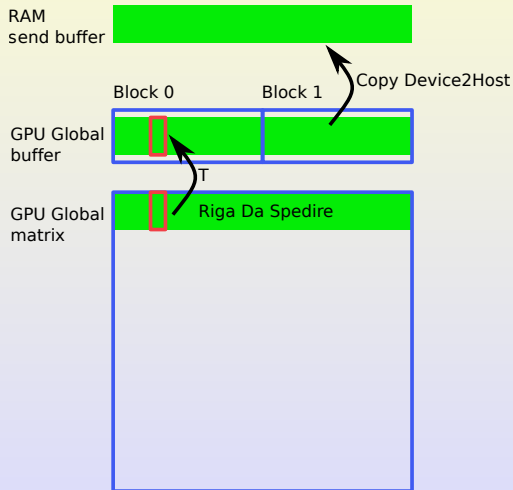 RAM
send buffer
Copy Device2Host
Block 0
Block 1
GPU Global
buffer
T
GPU Global
matrix
Riga Da Spedire